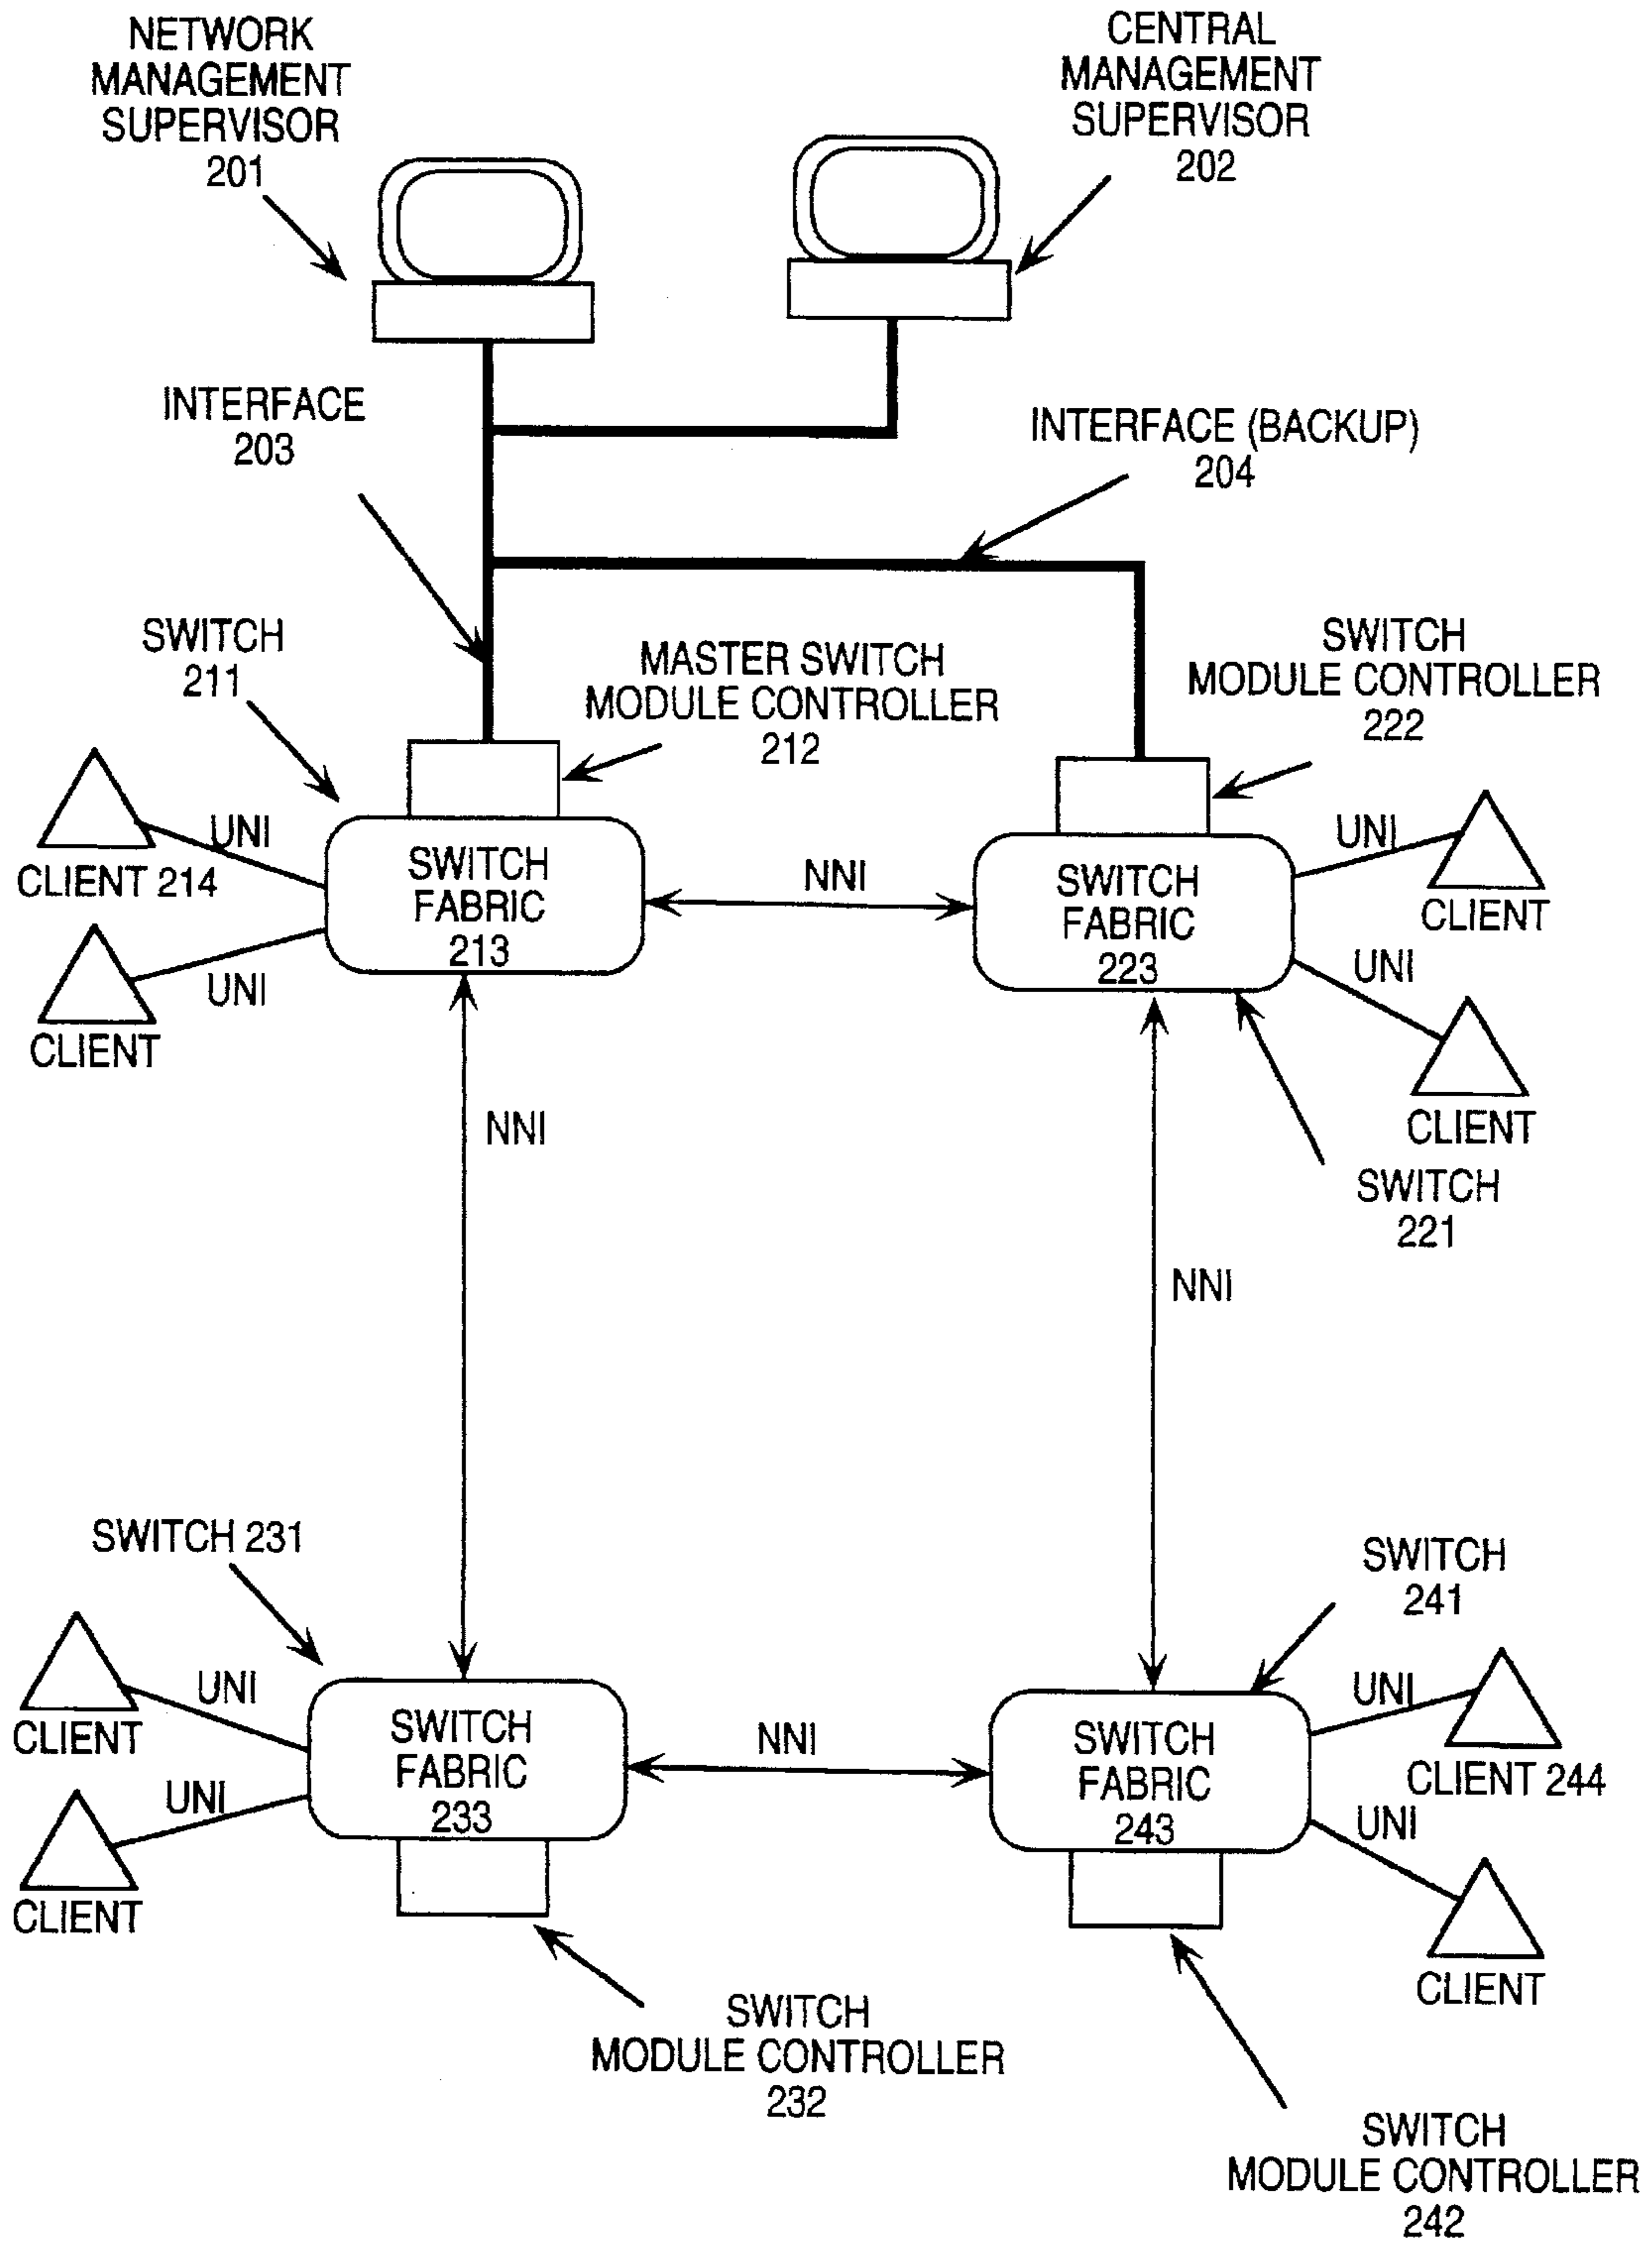 NETWORK
MANAGEMENT
SUPERVISOR
201
CENTRAL
MANAGEMENT
SUPERVISOR
202
INTERFACE
203
INTERFACE (BACKUP)
204
SWITCH
211
MASTER SWITCH
MODULE CONTROLLER
212
SWITCH
MODULE CONTROLLER
222
UNI
CLIENT 214
SWITCH
FABRIC
213
NNI
SWITCH
FABRIC
223
UNI
CLIENT
UNI
CLIENT
UNI
CLIENT
NNI
SWITCH
221
NNI
SWITCH 231
SWITCH
241
UNI
CLIENT
SWITCH
FABRIC
233
NNI
SWITCH
FABRIC
243
UNI
CLIENT 244
UNI
CLIENT
UNI
CLIENT
SWITCH
MODULE CONTROLLER
232
SWITCH
MODULE CONTROLLER
242